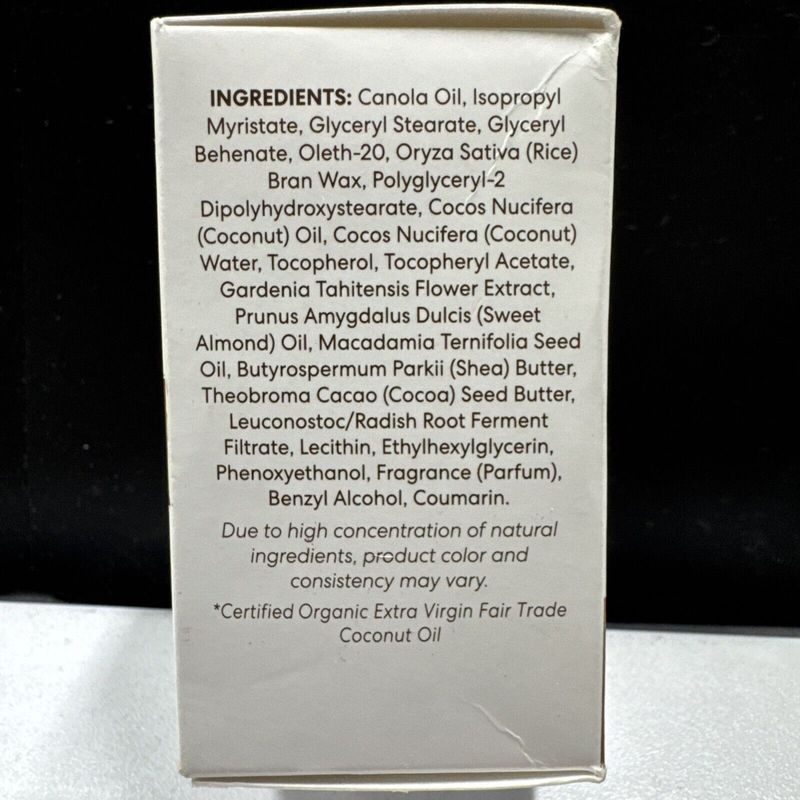 INGREDIENTS: Canola Oil, Isopropyl
Myristate, Glyceryl Stearate, Glyceryl
Behenate, Oleth-20, Oryza Sativa (Rice)
Bran Wax, Polyglyceryl-2
Dipolyhydroxystearate, Cocos Nucifera
(Coconut) Oil, Cocos Nucifera (Coconut)
Water, Tocopherol, Tocopheryl Acetate,
Gardenia Tahitensis Flower Extract,
Prunus Amygdalus Dulcis (Sweet
Almond) Oil, Macadamia Ternifolia Seed
Oil, Butyrospermum Parkii (Shea) Butter,
Theobroma Cacao (Cocoa) Seed Butter,
Leuconostoc/Radish Root Ferment
Filtrate, Lecithin, Ethylhexylglycerin,
Phenoxyethanol, Fragrance (Parfum),
Benzyl Alcohol, Coumarin.
Due to high concentration of natural
ingredients, product color and
consistency may vary.
*Certified Organic Extra Virgin Fair Trade
Coconut Oil